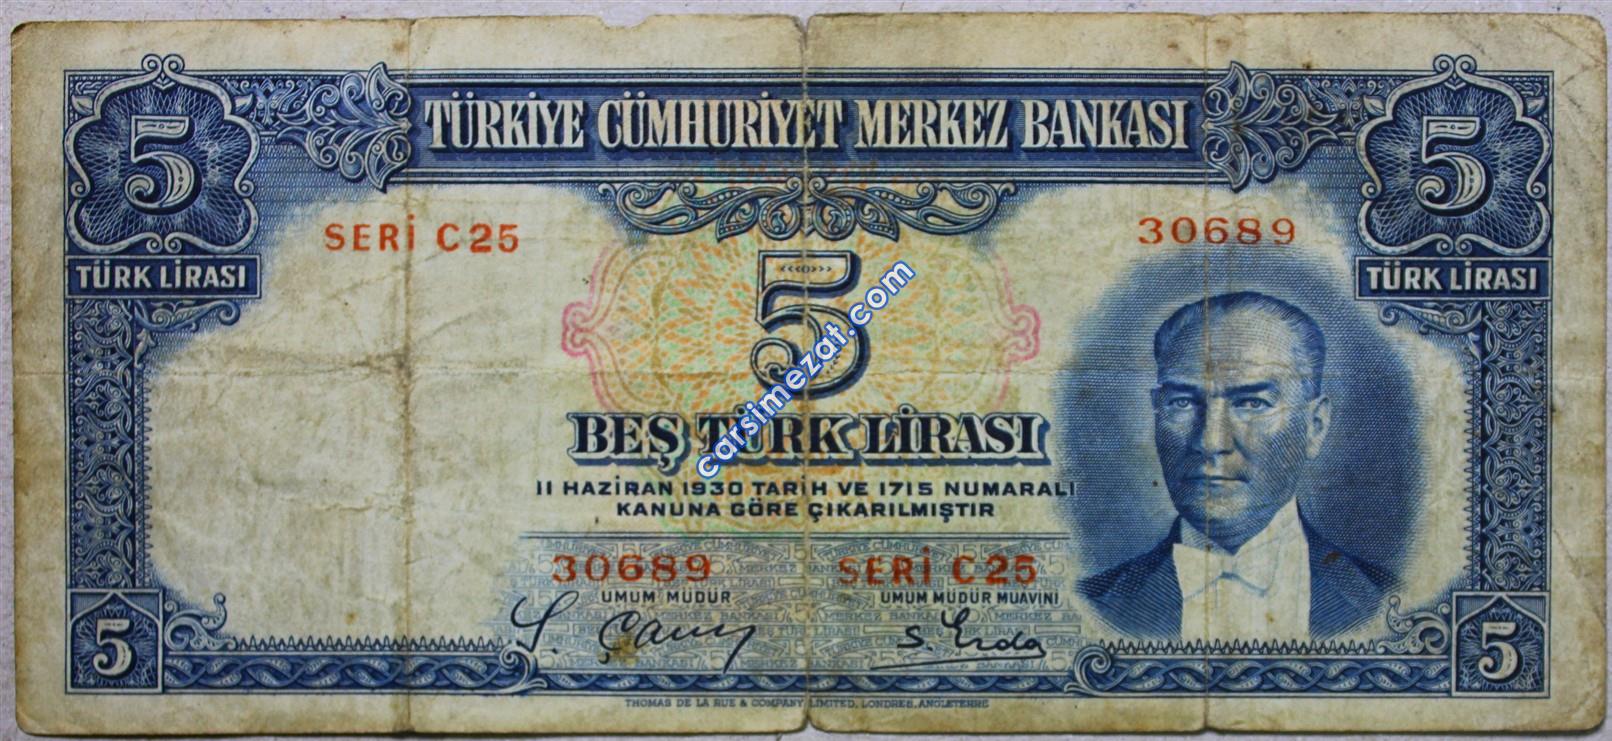 TÜRKİYE CÜMHURİYET MERKEZ BANKASI
5
5
SERİ C 25
30689
TÜRK LİRASI
5
TÜRK LİRASI
BEŞ TÜRK LİRASI
carsimezat.com
11 HAZİRAN 1930 TARİH VE 1715 NUMARALI
KANUNA GÖRE ÇIKARILMIŞTIR
30689
SERİ C 25
UMUM MÜDÜR
UMUM MÜDÜR MUAVİNİ
5
5
THOMAS DE LA RUE & COMPANY LIMITED, LONDRES, ANGLETERRE